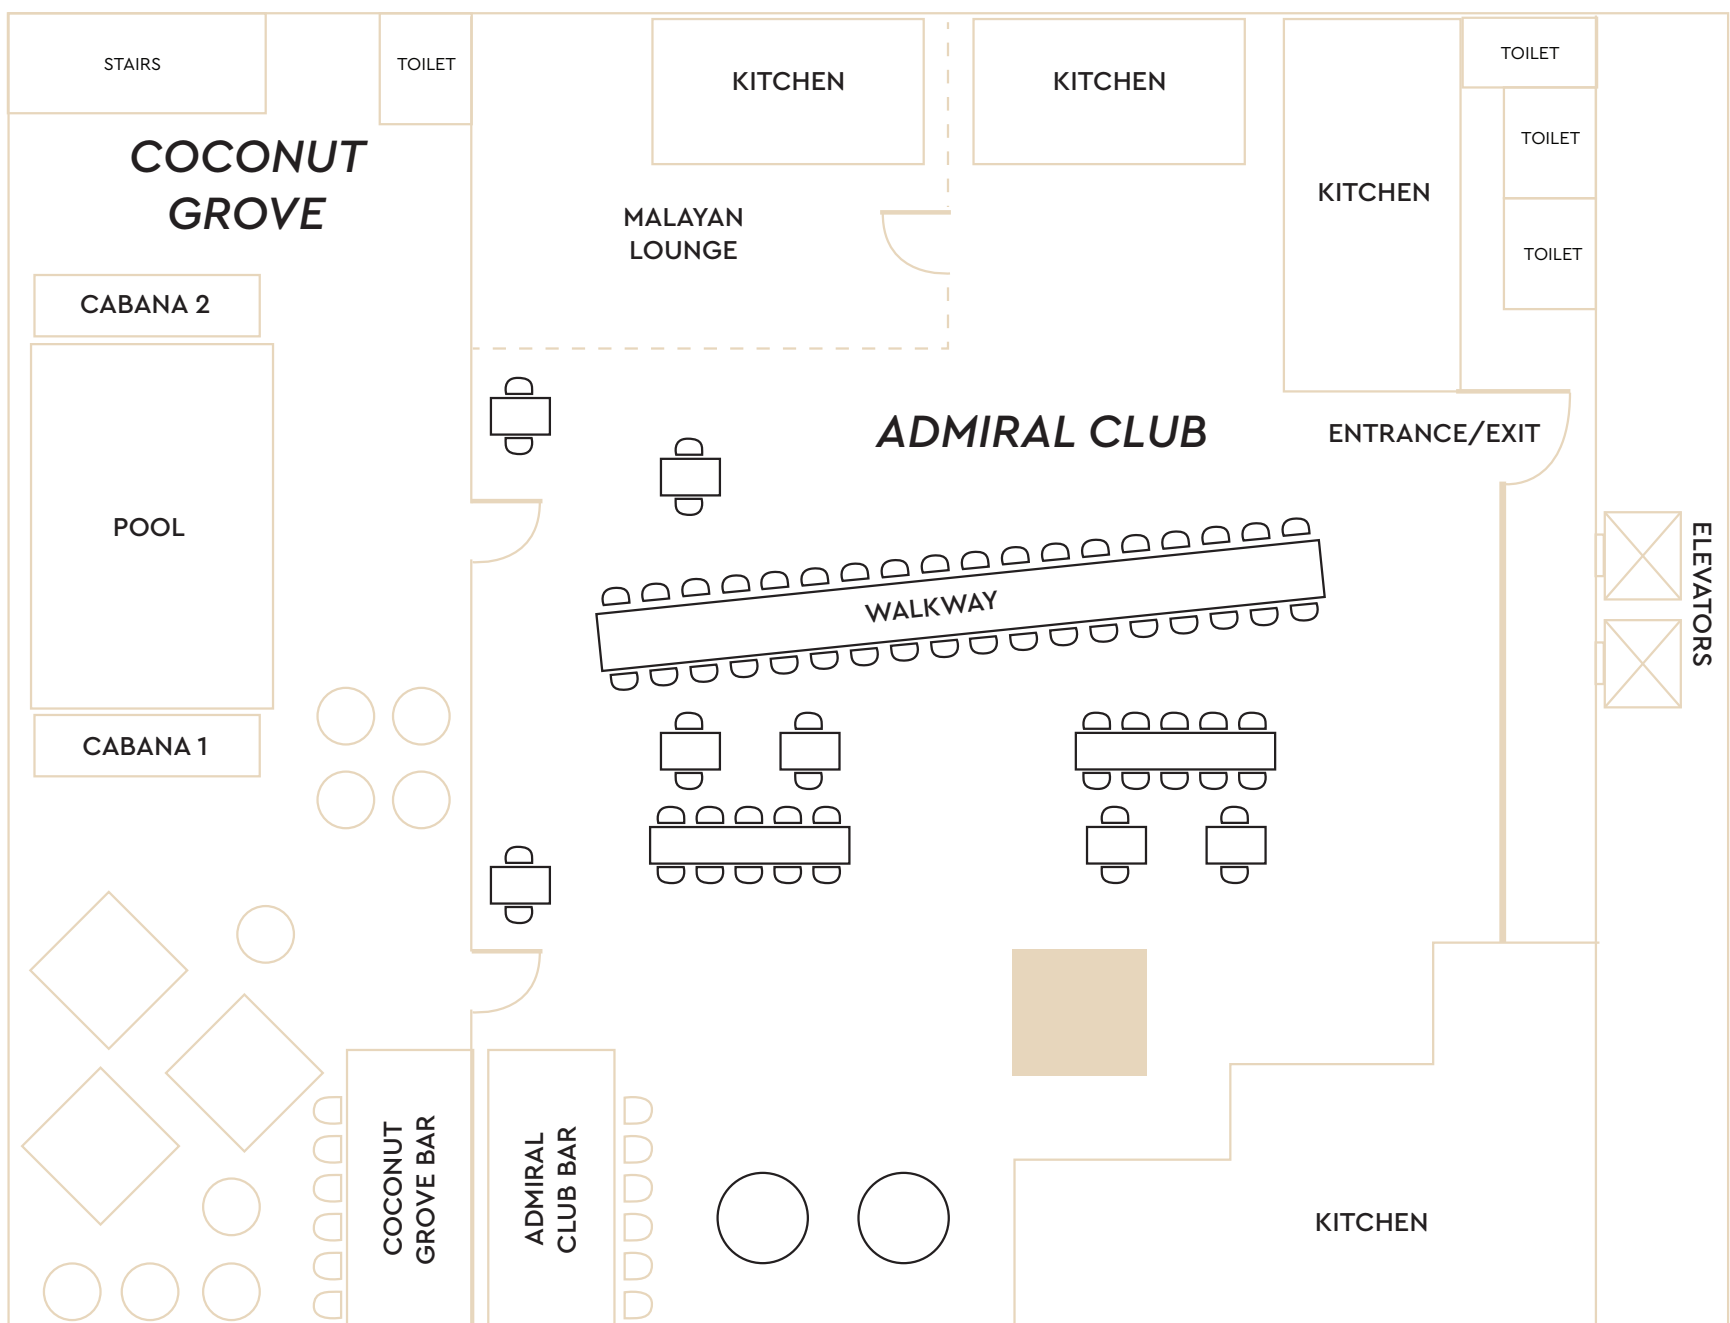 STAIRS
TOILET
KITCHEN
KITCHEN
TOILET
TOILET
TOILET
KITCHEN
COCONUT
GROVE
MALAYAN
LOUNGE
CABANA 2
ADMIRAL CLUB
ENTRANCE/EXIT
POOL
ELEVATORS
WALKWAY
CABANA 1
COCONUT
GROVE BAR
ADMIRAL
CLUB BAR
KITCHEN